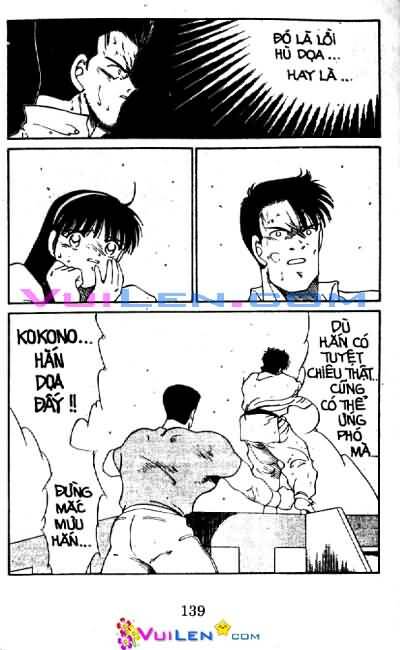 ĐÓ LÀ LỜI
HÙ DỌA...
HAY LÀ...
VUILEN.COM
KOKONO...
HẮN
DỌA
ĐẤY!!
DÙ
HẮN CÓ
TUYỆT
CHIÊU THẬT..
CŨNG
CÓ THỂ
ỨNG
PHÓ
MÀ...
ĐỪNG
MẮC
MƯU
HẮN...
139
VUILEN.COM